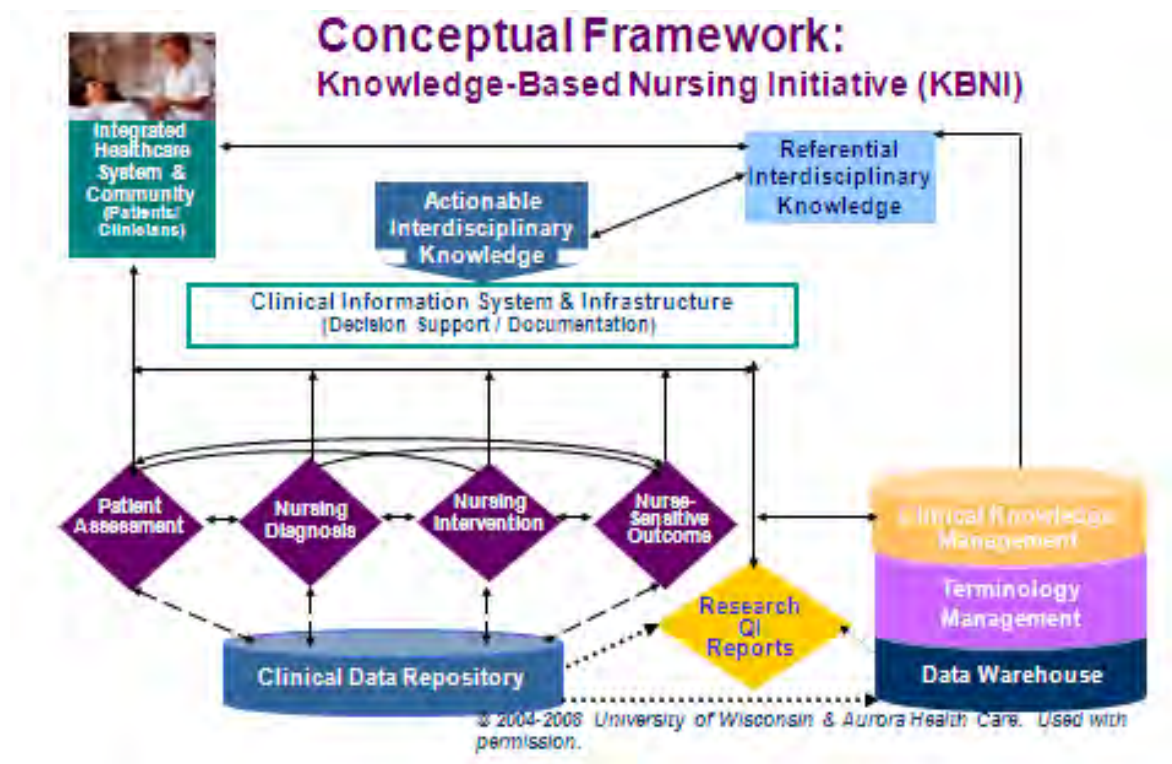 Conceptual Framework:
Knowledge-Based Nursing Initiative (KBNI)
Integrated
Healthcare
System &
Community
(Patients/
Clinicians)
Referential
Interdisciplinary
Knowledge
Actionable
Interdisciplinary
Knowledge
Clinical Information System & Infrastructure
(Decision Support / Documentation)
Patient
Assessment
Nursing
Diagnosis
Nursing
Intervention
Nurse-
Sensitive
Outcome
Clinical Knowledge
Management
Terminology
Management
Data Warehouse
Research
QI
Reports
Clinical Data Repository
© 2004-2008 University of Wisconsin & Aurora Health Care. Used with
permission.